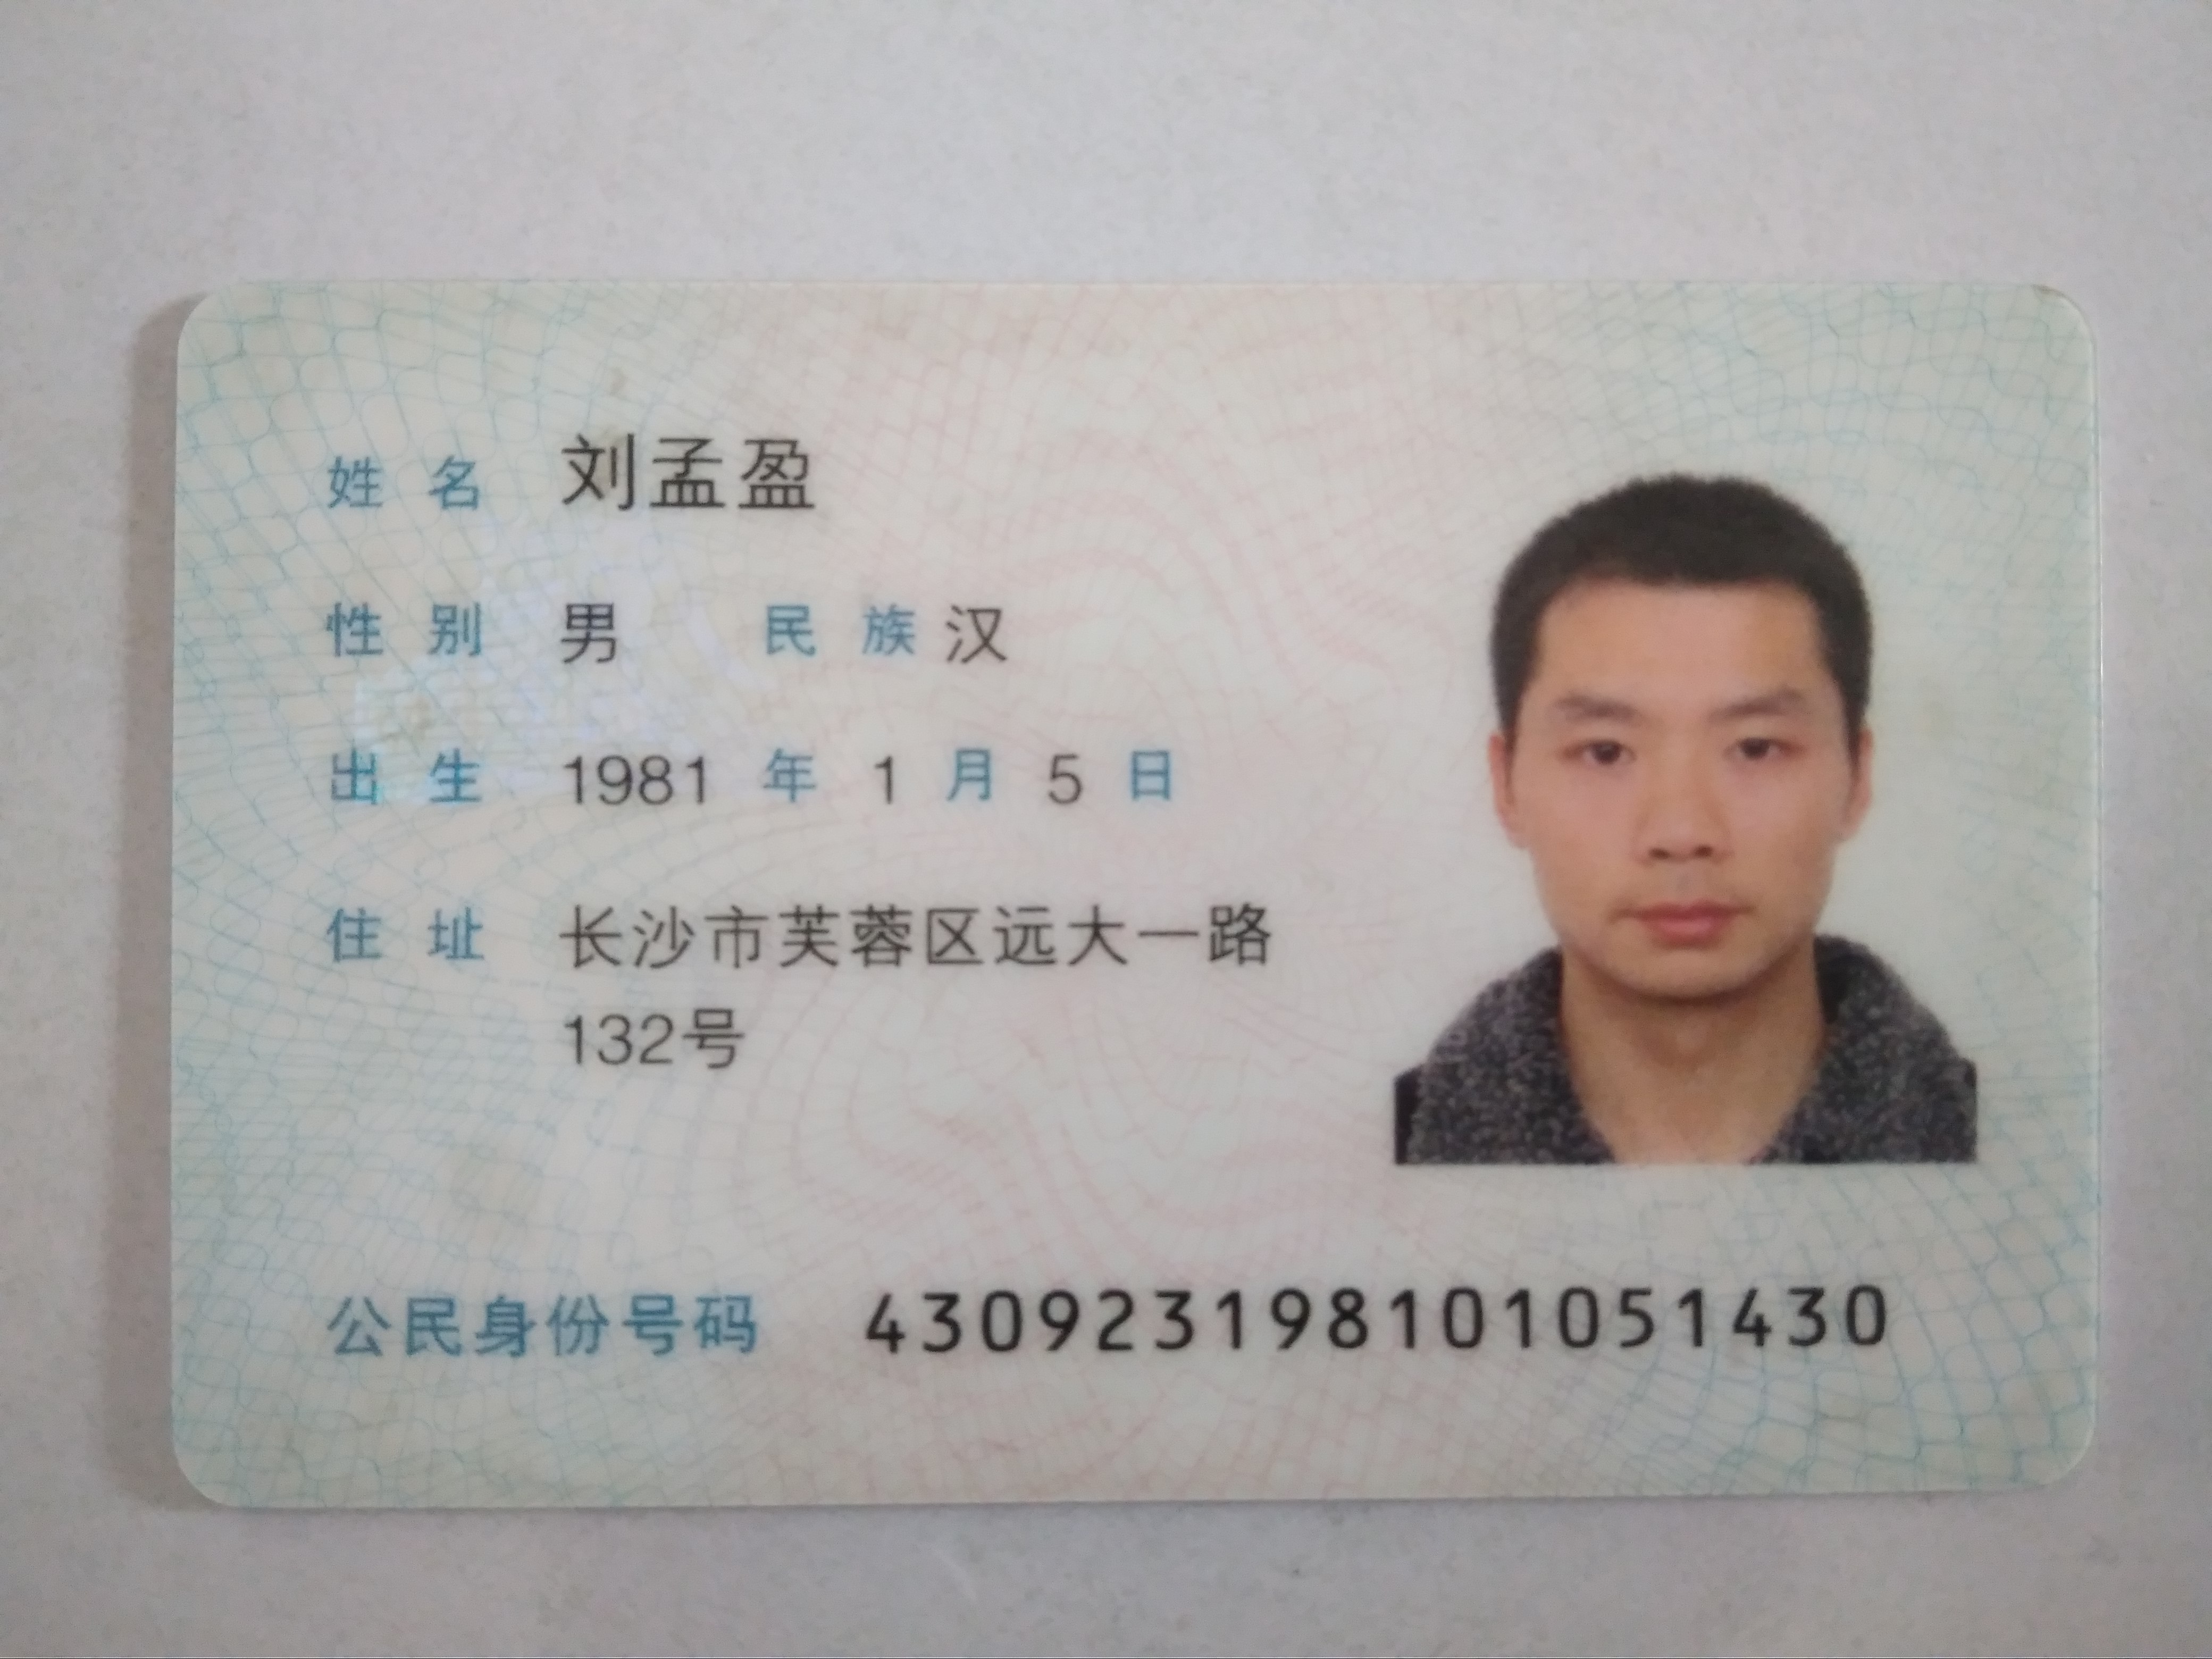 姓名 刘孟盈
性别 男 民族 汉
出生 1981 年 1 月 5 日
住址 长沙市芙蓉区远大一路
132号
公民身份号码 430923198101051430